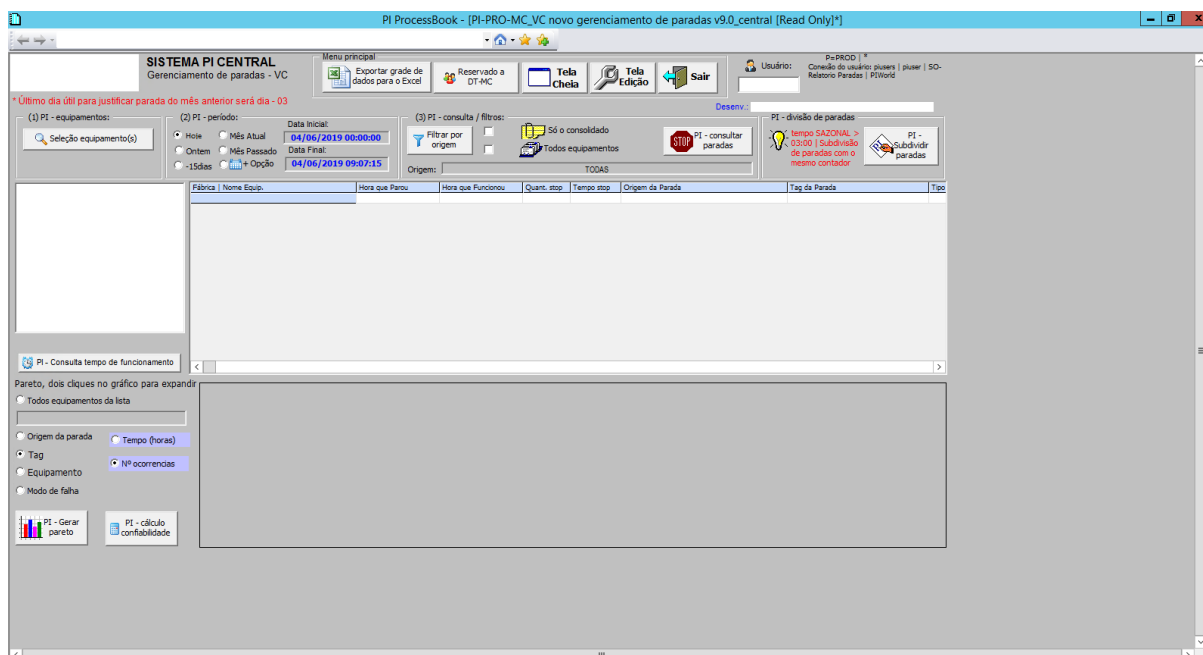 PI ProcessBook - [PI-PRO-MC_VC novo gerenciamento de paradas v9.0_central [Read Only]*]
SISTEMA PI CENTRAL
Gerenciamento de paradas - VC
Menu principal
Exportar grade de
dados para o Excel
Reservado a
DT-MC
Tela
Cheia
Tela
Edição
Sair
Usuário:
P=PROD | *
Conexão do usuário: piusers | piuser | SO-
Relatorio Paradas | PIWorld
* Último dia útil para justificar parada do mês anterior será dia - 03
Desenv.:
(1) PI - equipamentos:
Seleção equipamento(s)
(2) PI - período:
Hoje
Mês Atual
Ontem
Mês Passado
-15dias
+ Opção
Data Inicial:
04/06/2019 00:00:00
Data Final:
04/06/2019 09:07:15
(3) PI - consulta / filtros:
Filtrar por
origem
Só o consolidado
Todos equipamentos
STOP
PI - consultar
paradas
Origem:
TODAS
PI - divisão de paradas
tempo SAZONAL >
03:00 | Subdivisão
de paradas com o
mesmo contador
PI -
Subdividir
paradas
Fábrica | Nome Equip.
Hora que Parou
Hora que Funcionou
Quant. stop
Tempo stop
Origem da Parada
Tag da Parada
Tipo
PI - Consulta tempo de funcionamento
Pareto, dois cliques no gráfico para expandir
Todos equipamentos da lista
Origem da parada
Tempo (horas)
Tag
Nº ocorrencias
Equipamento
Modo de falha
PI - Gerar
pareto
PI - cálculo
confiabilidade